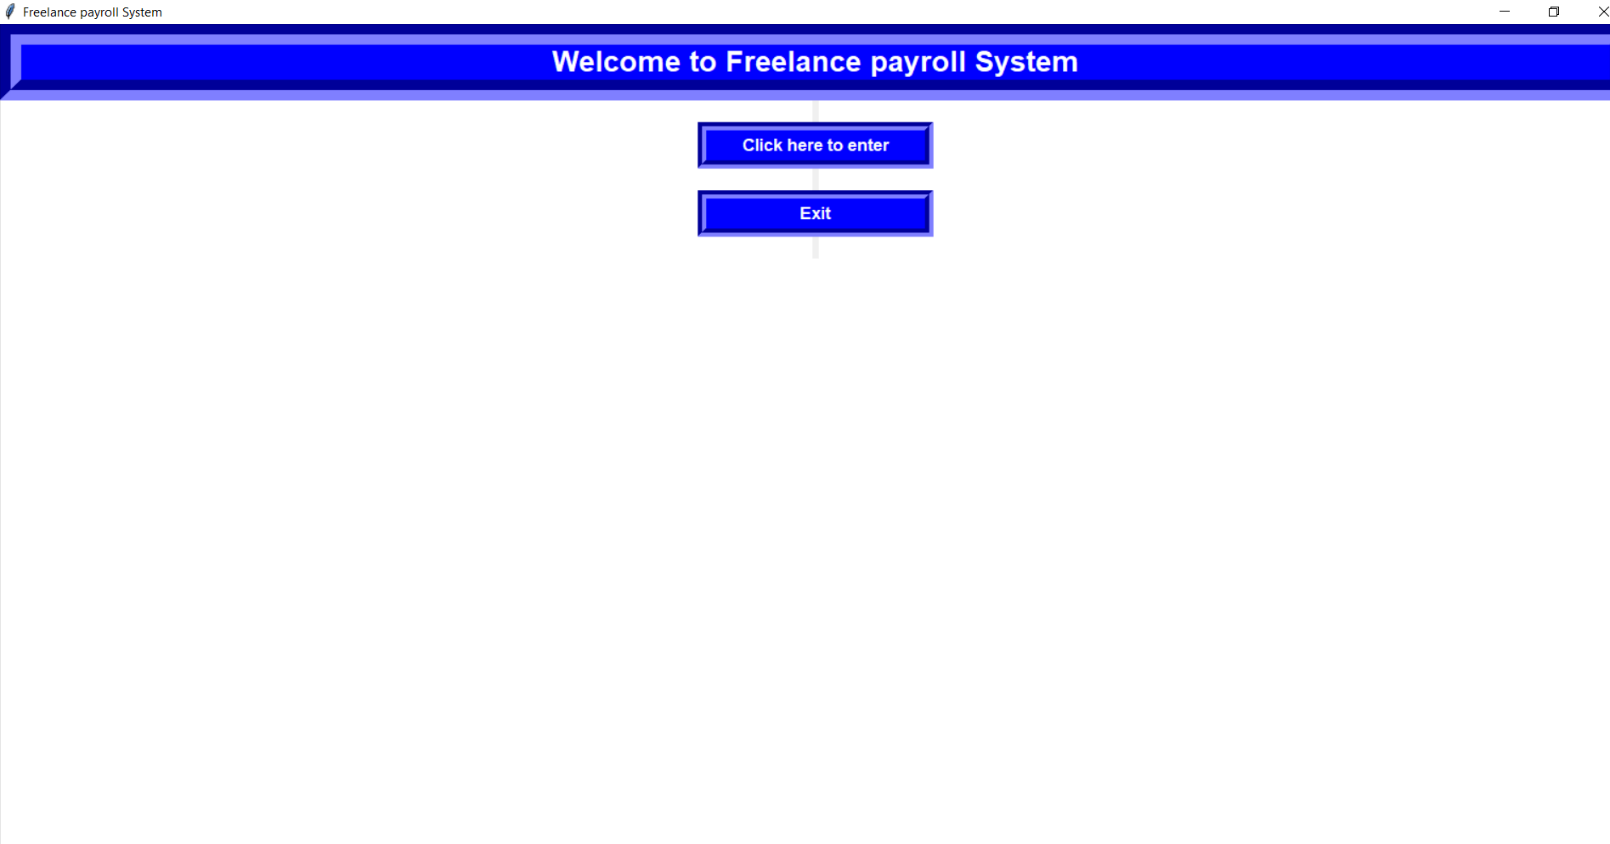 Freelance payroll System
Welcome to Freelance payroll System
Click here to enter
Exit